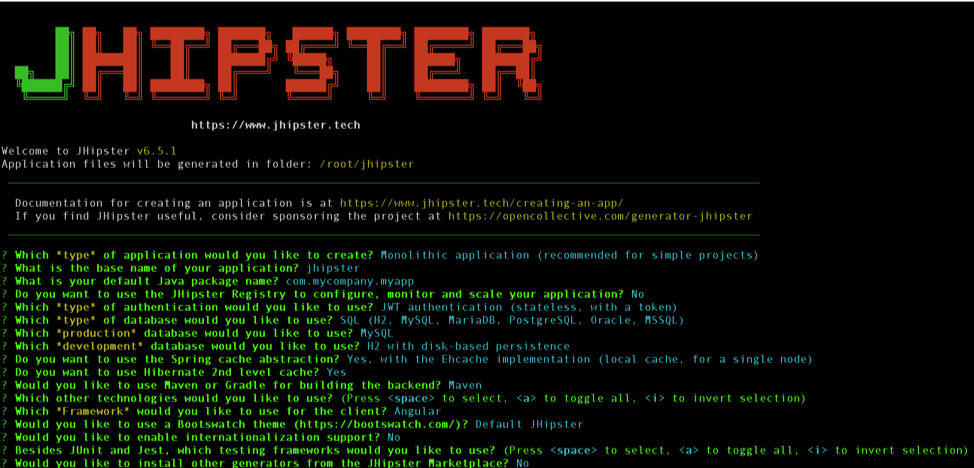 JHIPSTER
https://www.jhipster.tech
Welcome to JHipster v6.5.1
Application files will be generated in folder: /root/jhipster
Documentation for creating an application is at https://www.jhipster.tech/creating-an-app/
If you find JHipster useful, consider sponsoring the project at https://opencollective.com/generator-jhipster
? Which *type* of application would you like to create? Monolithic application (recommended for simple projects)
? What is the base name of your application? jhipster
? What is your default Java package name? com.mycompany.myapp
? Do you want to use the JHipster Registry to configure, monitor and scale your application? No
? Which *type* of authentication would you like to use? JWT authentication (stateless, with a token)
? Which *type* of database would you like to use? SQL (H2, MySQL, MariaDB, PostgreSQL, Oracle, MSSQL)
? Which *production* database would you like to use? MySQL
? Which *development* database would you like to use? H2 with disk-based persistence
? Do you want to use the Spring cache abstraction? Yes, with the Ehcache implementation (local cache, for a single node)
? Do you want to use Hibernate 2nd level cache? Yes
? Would you like to use Maven or Gradle for building the backend? Maven
? Which other technologies would you like to use? (Press <space> to select, <a> to toggle all, <i> to invert selection)
? Which *Framework* would you like to use for the client? Angular
? Would you like to use a Bootswatch theme (https://bootswatch.com/)? Default JHipster
? Would you like to enable internationalization support? No
? Besides JUnit and Jest, which testing frameworks would you like to use? (Press <space> to select, <a> to toggle all, <i> to invert selection)
? Would you like to install other generators from the JHipster Marketplace? No